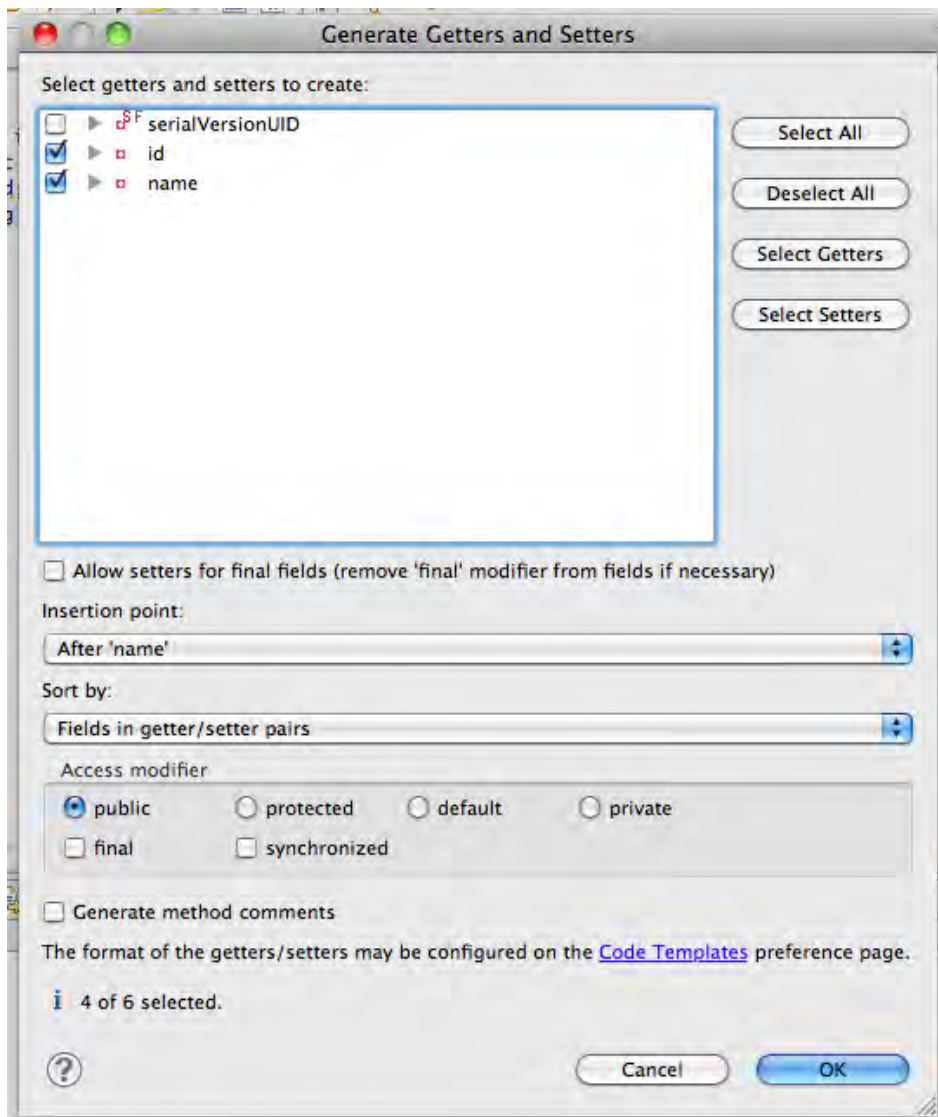 Generate Getters and Setters
Select getters and setters to create:
S F serialVersionUID
id
name
Select All
Deselect All
Select Getters
Select Setters
Allow setters for final fields (remove 'final' modifier from fields if necessary)
Insertion point:
After 'name'
Sort by:
Fields in getter/setter pairs
Access modifier
public protected default private
final synchronized
Generate method comments
The format of the getters/setters may be configured on the Code Templates preference page.
i 4 of 6 selected.
? Cancel OK